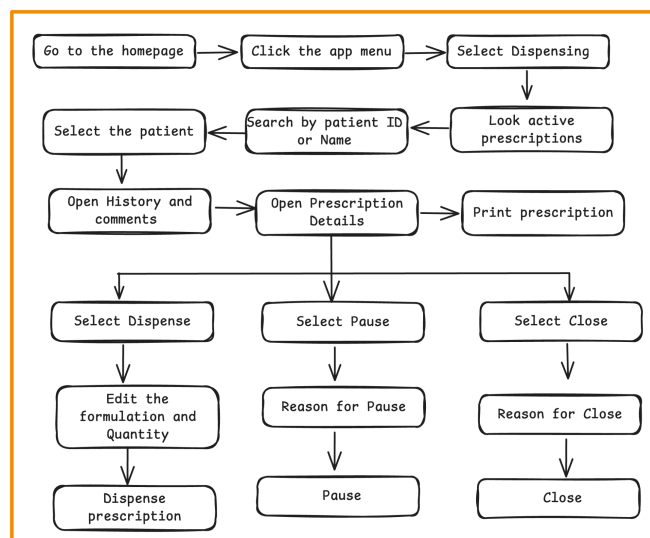 Go to the homepage
Click the app menu
Select Dispensing
Look active
prescriptions
Search by patient ID
or Name
Select the patient
Open History and
comments
Open Prescription
Details
Print prescription
Select Dispense
Select Pause
Select Close
Edit the
formulation and
Quantity
Reason for Pause
Reason for Close
Dispense
prescription
Pause
Close